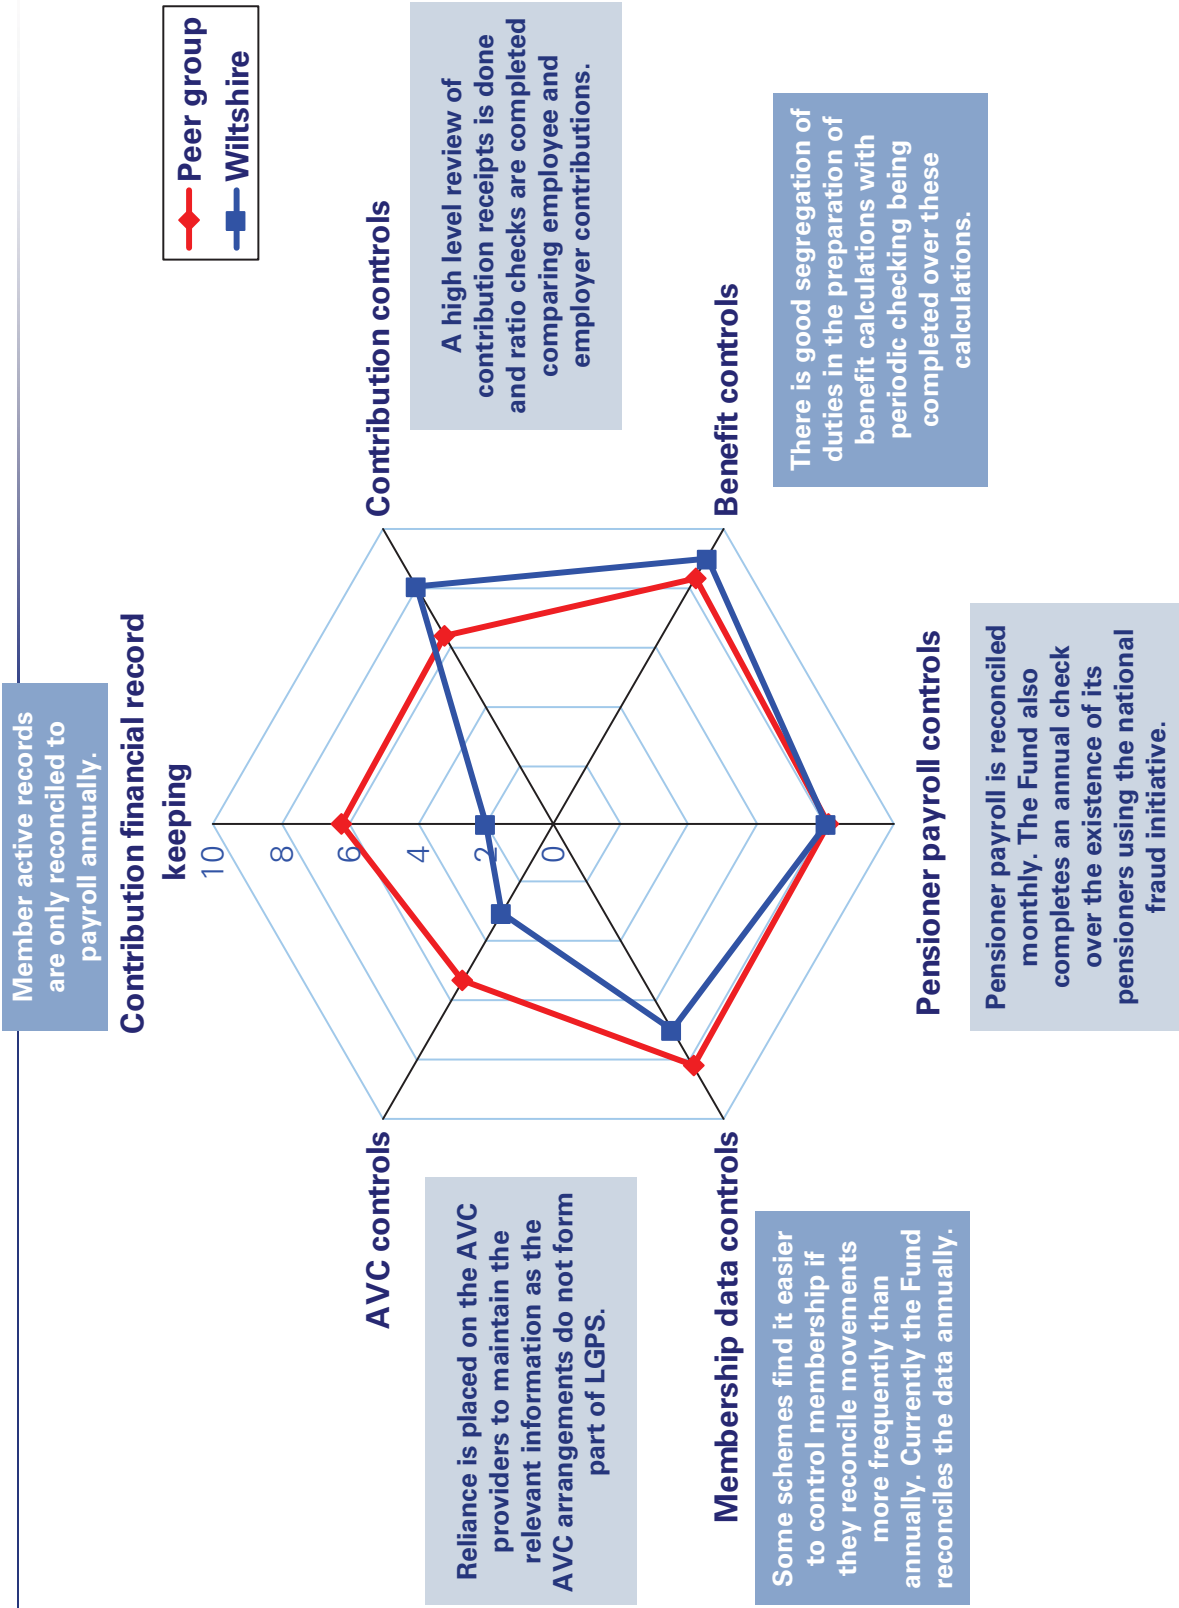 Member active records
are only reconciled to
payroll annually.
Contribution financial record
keeping
Peer group
Wiltshire
10
8
6
4
2
0
AVC controls
Contribution controls
Reliance is placed on the AVC
providers to maintain the
relevant information as the
AVC arrangements do not form
part of LGPS.
A high level review of
contribution receipts is done
and ratio checks are completed
comparing employee and
employer contributions.
Membership data controls
Benefit controls
Some schemes find it easier
to control membership if
they reconcile movements
more frequently than
annually. Currently the Fund
reconciles the data annually.
There is good segregation of
duties in the preparation of
benefit calculations with
periodic checking being
completed over these
calculations.
Pensioner payroll controls
Pensioner payroll is reconciled
monthly. The Fund also
completes an annual check
over the existence of its
pensioners using the national
fraud initiative.